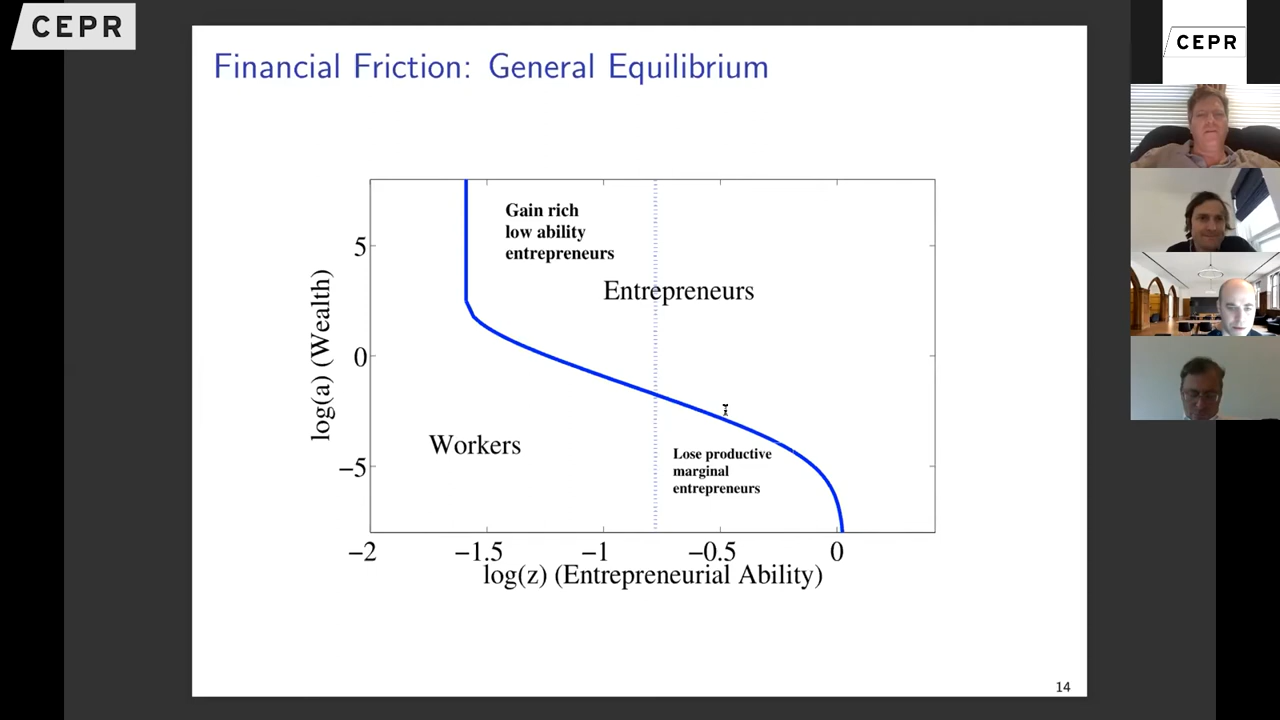 CEPR
Financial Friction: General Equilibrium
CEPR
Gain rich
low ability
entrepreneurs
Entrepreneurs
Workers
Lose productive
marginal
entrepreneurs
5
0
−5
log(a) (Wealth)
−2
−1.5
−1
−0.5
0
log(z) (Entrepreneurial Ability)
14